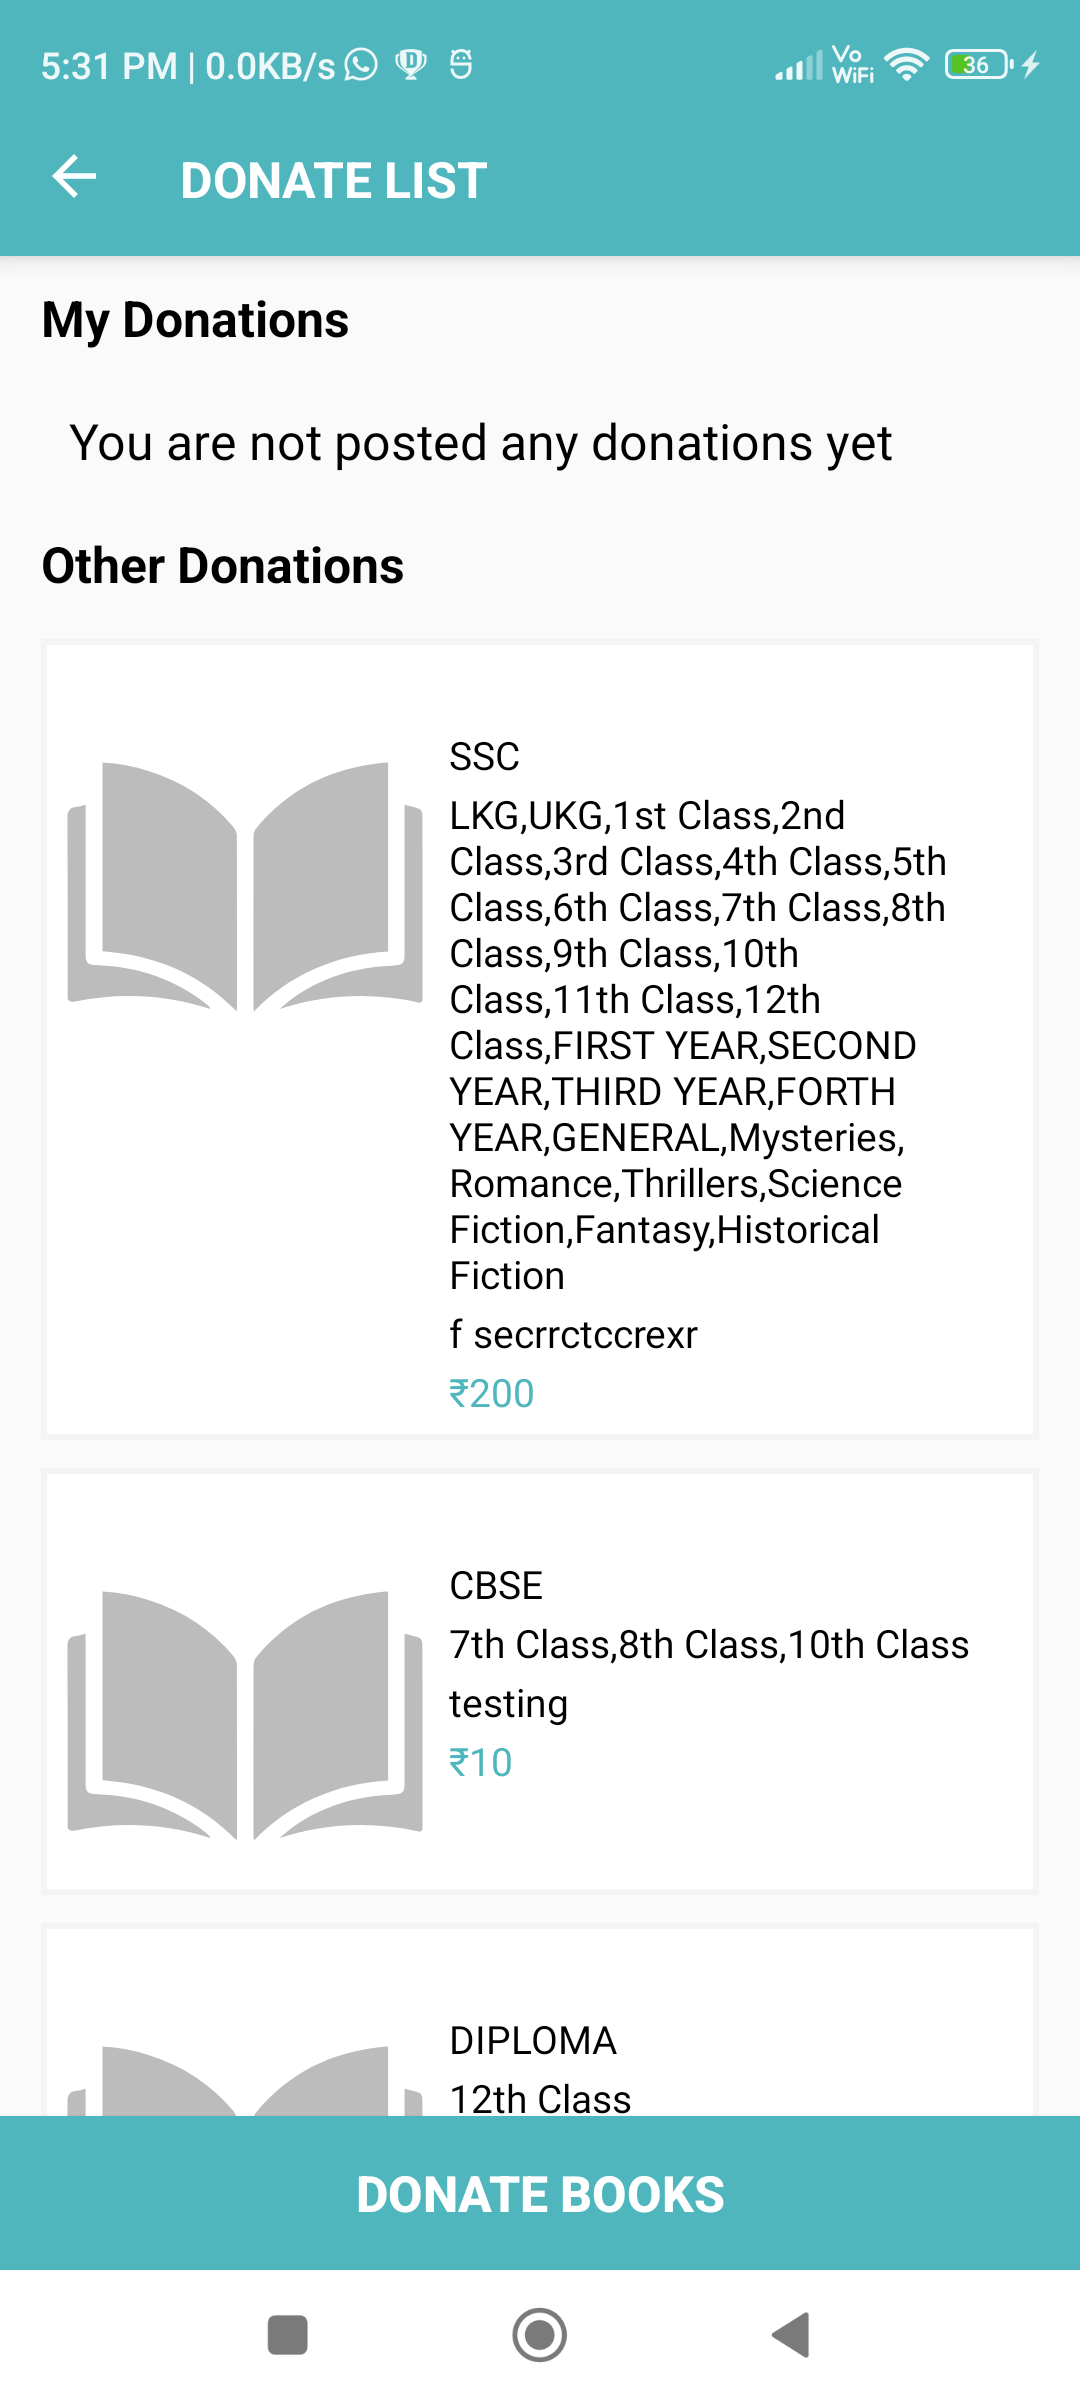 5:31 PM | 0.0KB/s
Vo
WiFi
36
DONATE LIST
My Donations
You are not posted any donations yet
Other Donations
SSC
LKG,UKG,1st Class,2nd
Class,3rd Class,4th Class,5th
Class,6th Class,7th Class,8th
Class,9th Class,10th
Class,11th Class,12th
Class,FIRST YEAR,SECOND
YEAR,THIRD YEAR,FORTH
YEAR,GENERAL,Mysteries,
Romance,Thrillers,Science
Fiction,Fantasy,Historical
Fiction
f secrrctccrexr
₹200
CBSE
7th Class,8th Class,10th Class
testing
₹10
DIPLOMA
12th Class
DONATE BOOKS